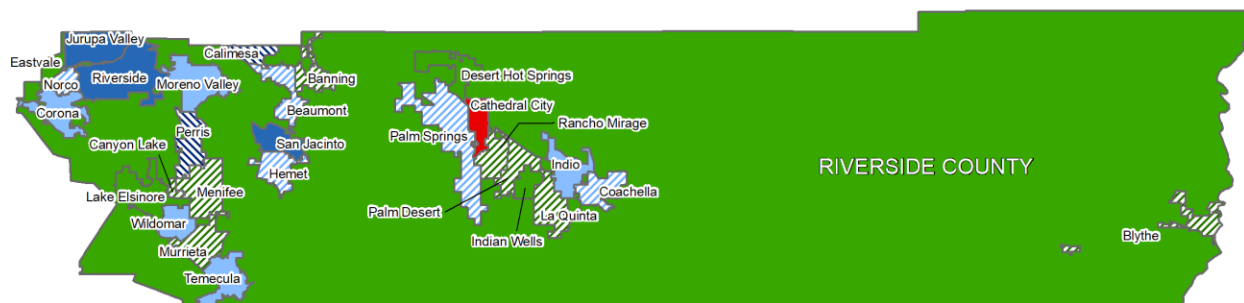 Jurupa Valley
Eastvale
Riverside
Norco
Corona
Moreno Valley
Calimesa
Banning
Beaumont
Perris
Canyon Lake
San Jacinto
Hemet
Lake Elsinore
Menifee
Wildomar
Murrieta
Temecula
Desert Hot Springs
Cathedral City
Rancho Mirage
Palm Springs
Indio
Coachella
Palm Desert
La Quinta
Indian Wells
RIVERSIDE COUNTY
Blythe